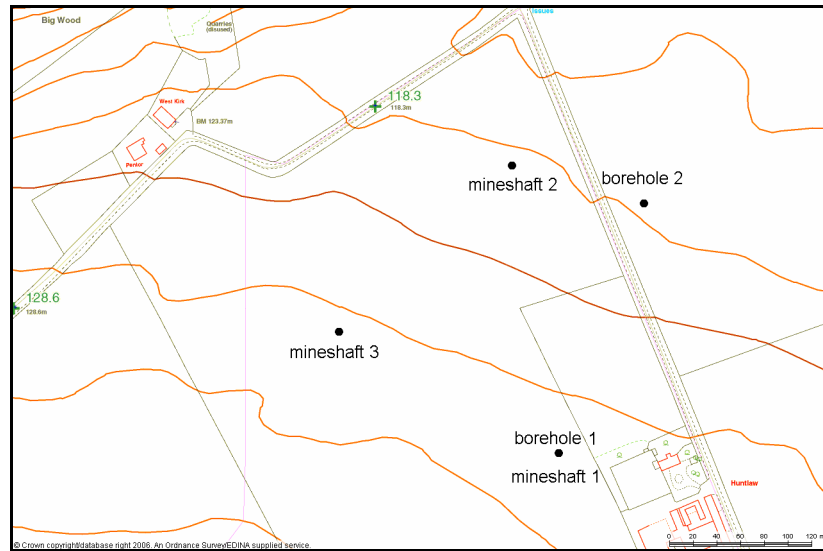 Big Wood
Quarries
(disused)
Issues
West Kirk
BM 123.37m
Pentor
118.3
118.3m
mineshaft 2
borehole 2
128.6
128.6m
mineshaft 3
borehole 1
mineshaft 1
Huntlaw
0 20 40 60 80 100 120 m
© Crown copyright/database right 2006. An Ordnance Survey/EDINA supplied service.